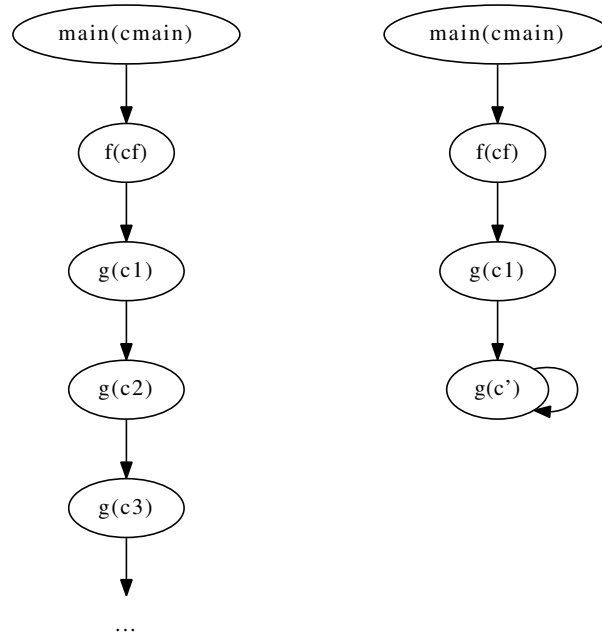 main(cmain)
f(cf)
g(c1)
g(c2)
g(c3)
...
main(cmain)
f(cf)
g(c1)
g(c’)